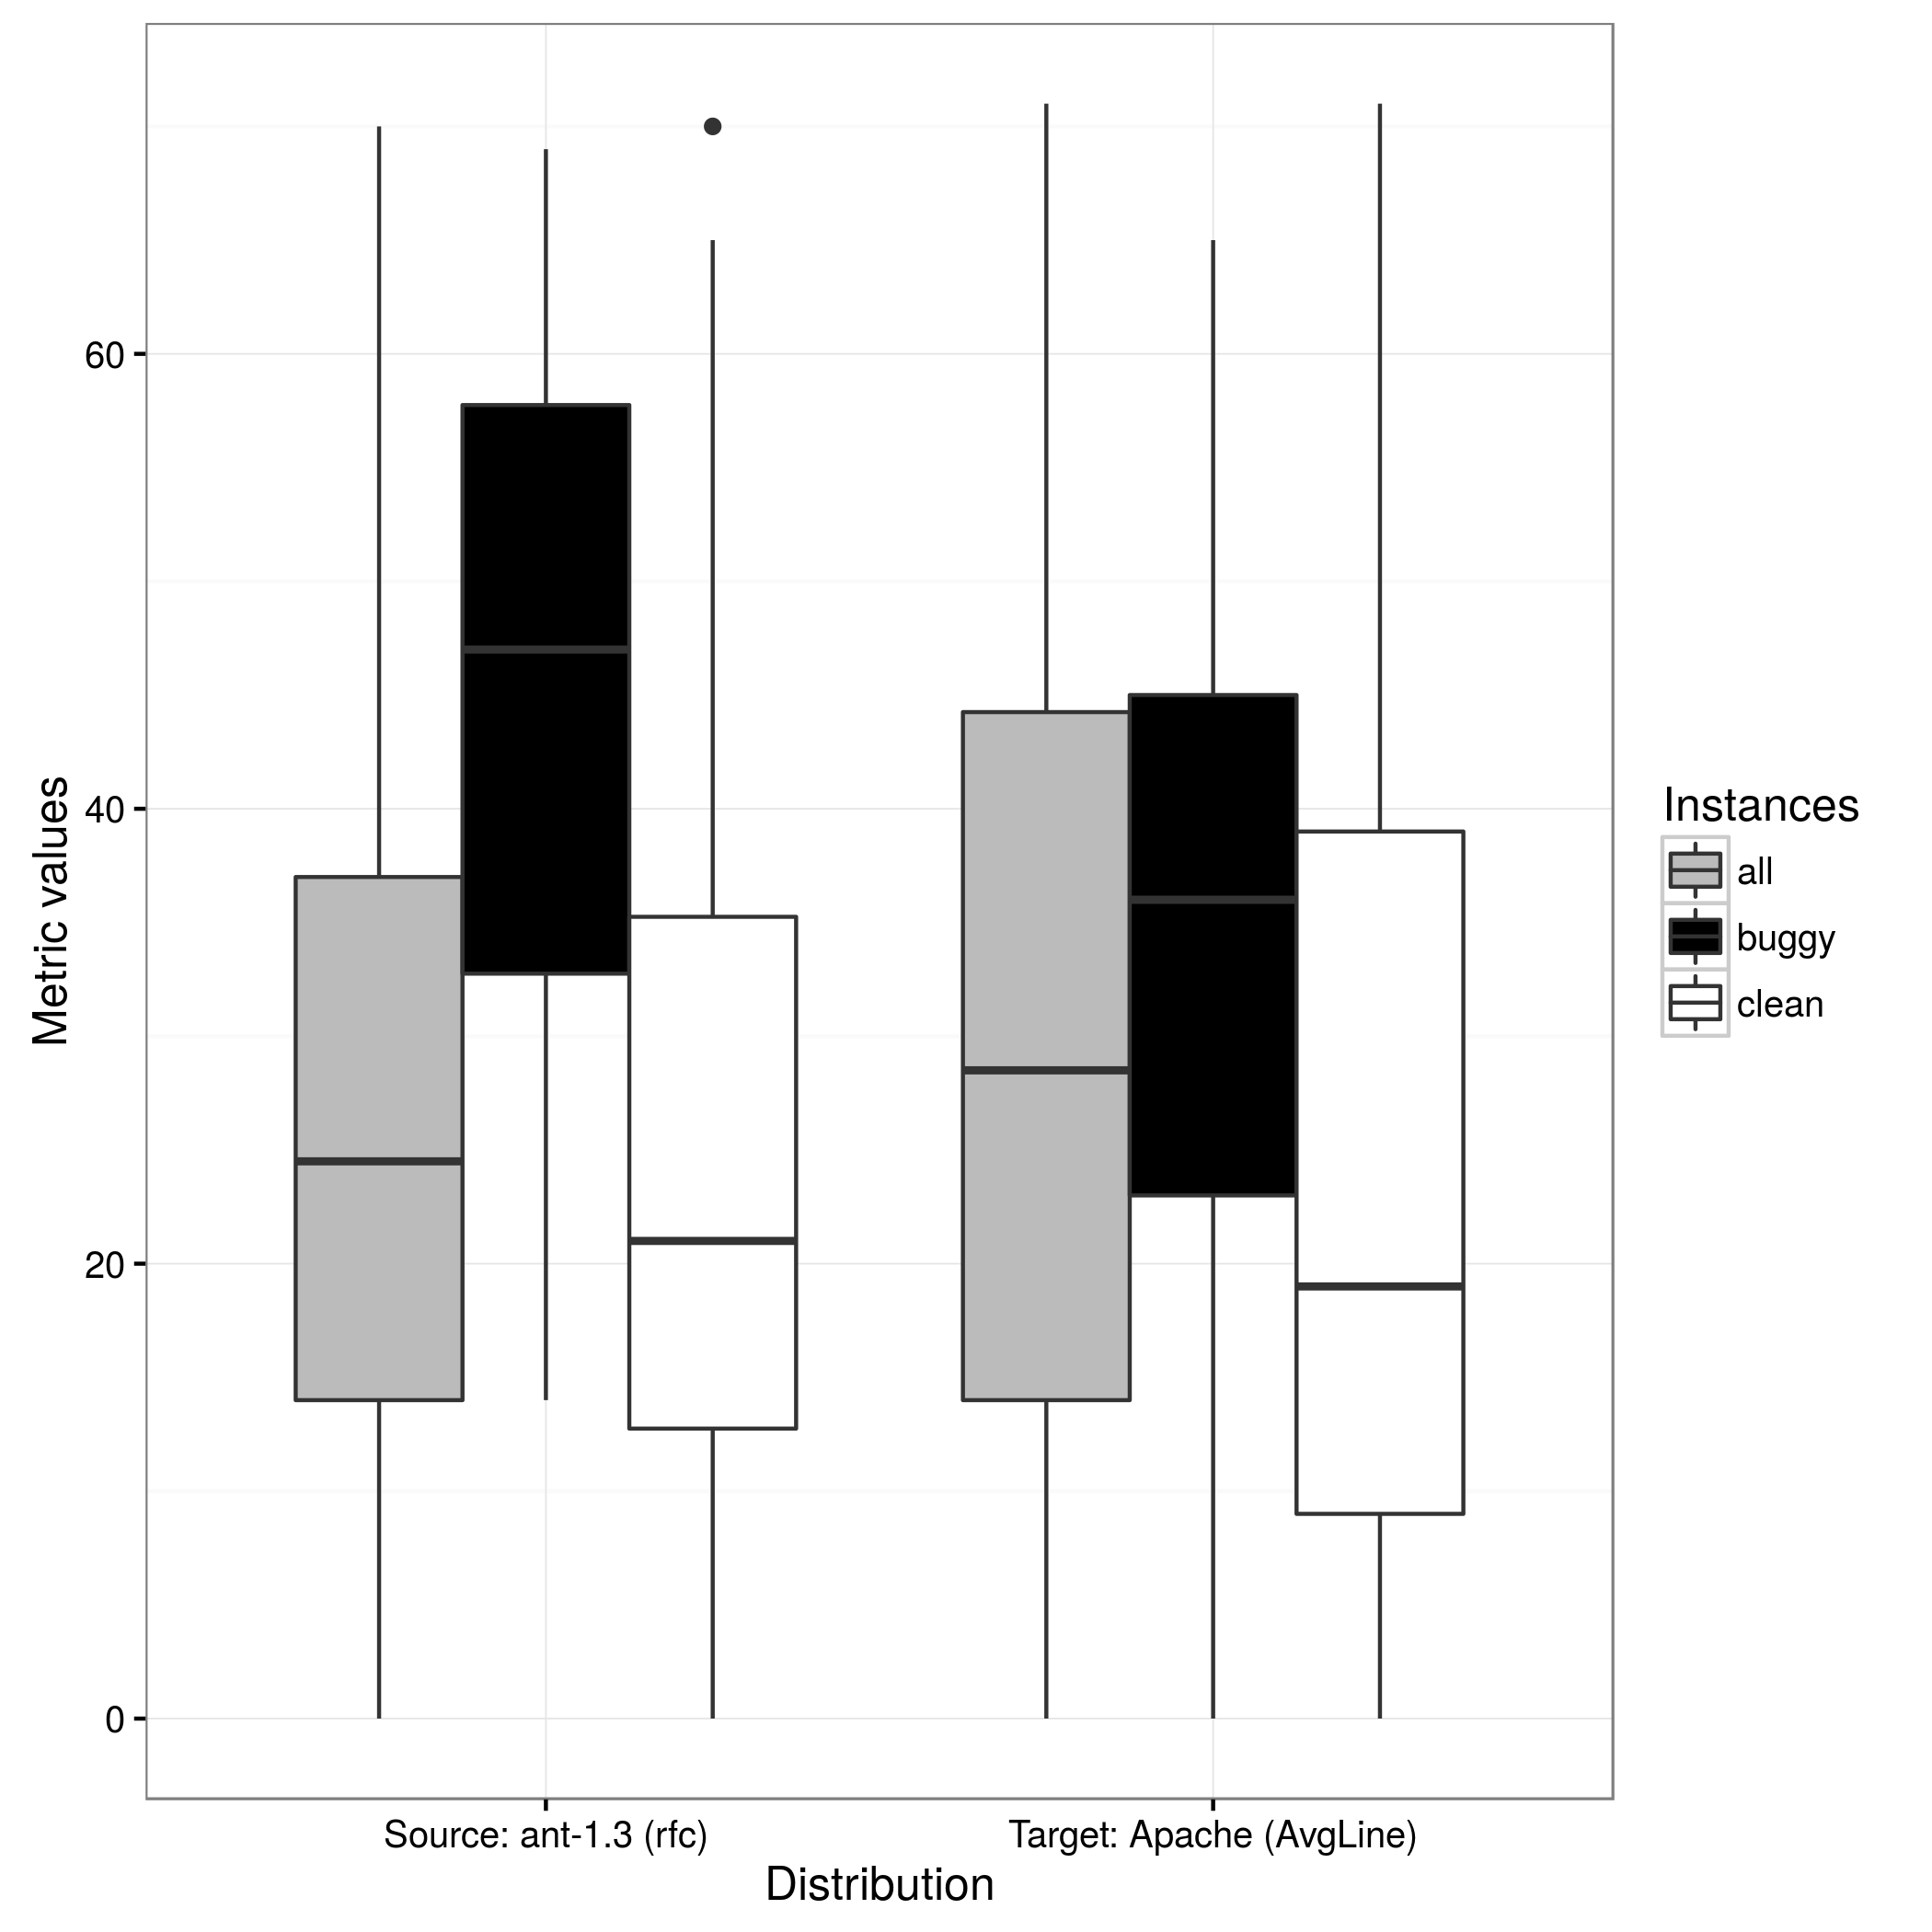 Metric values
60
40
20
0
Source: ant-1.3 (rfc)
Target: Apache (AvgLine)
Distribution
Instances
all
buggy
clean